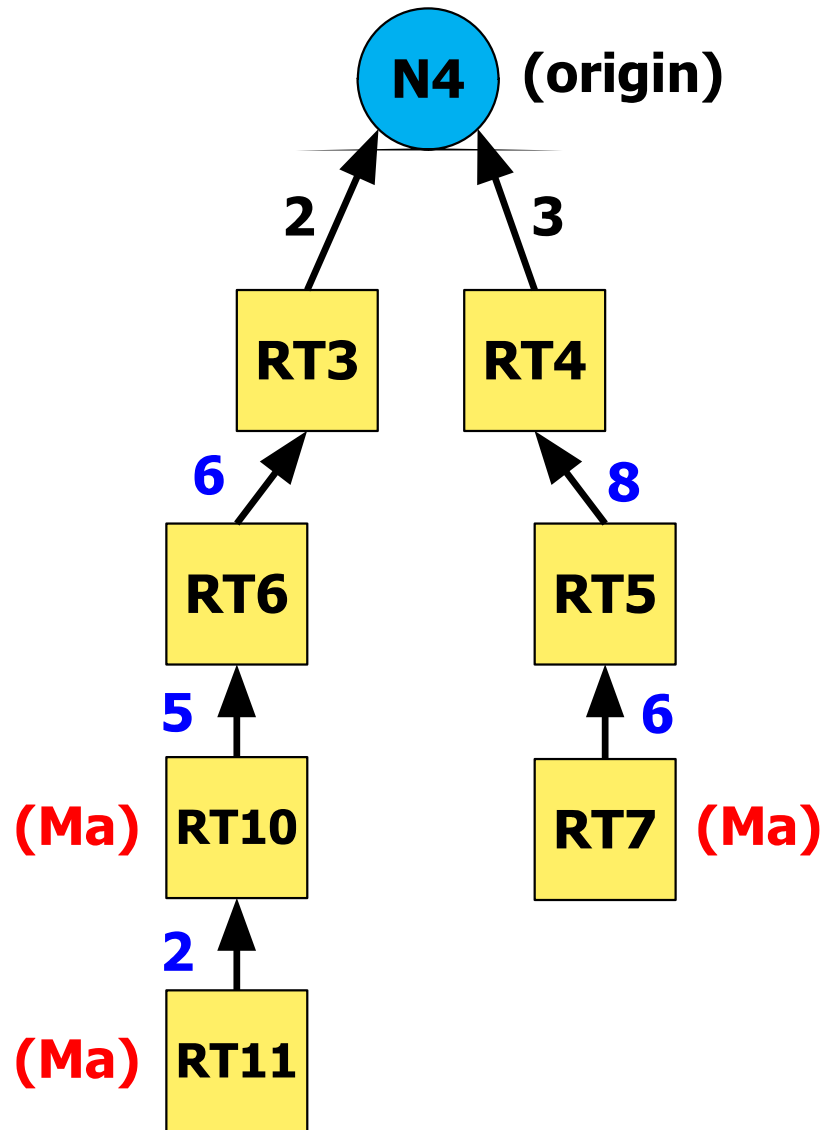 N4 (origin)
2 3
RT3 RT4
6 8
RT6 RT5
5 6
(Ma) RT10 RT7 (Ma)
2
(Ma) RT11